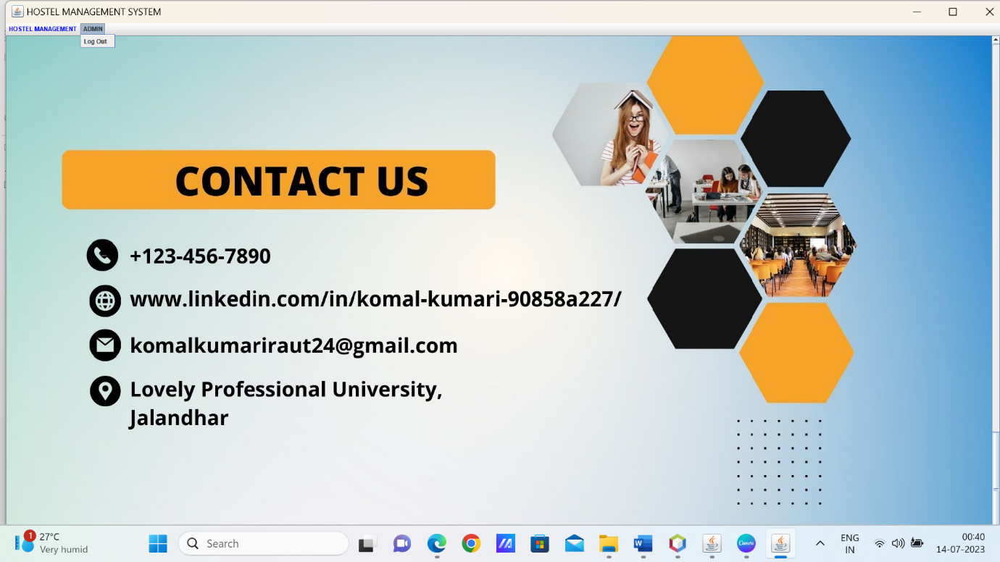 HOSTEL MANAGEMENT SYSTEM
HOSTEL MANAGEMENT ADMIN
Log Out
CONTACT US
+123-456-7890
www.linkedin.com/in/komal-kumari-90858a227/
komalkumariraut24@gmail.com
Lovely Professional University,
Jalandhar
1
27°C
Very humid
Search
W
Canva
ENG
IN
00:40
14-07-2023